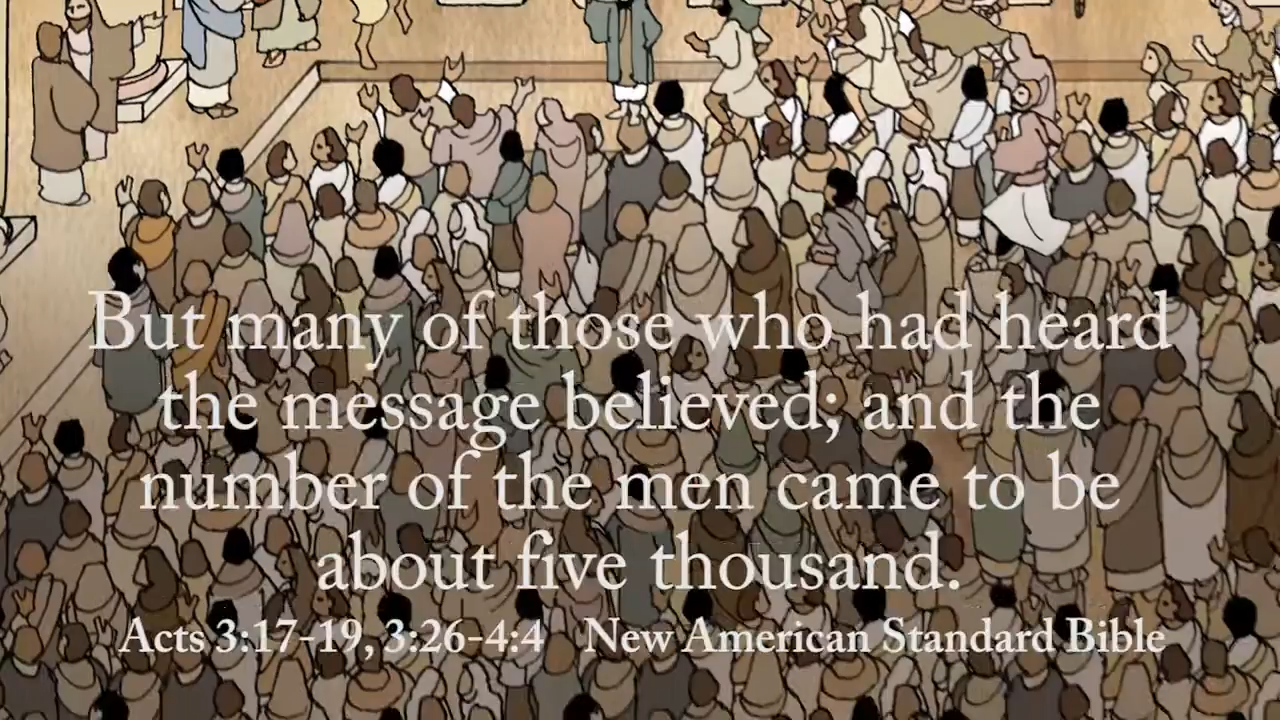 But many of those who had heard
the message believed; and the
number of the men came to be
about five thousand.
Acts 3:17-19, 3:26-4:4 New American Standard Bible